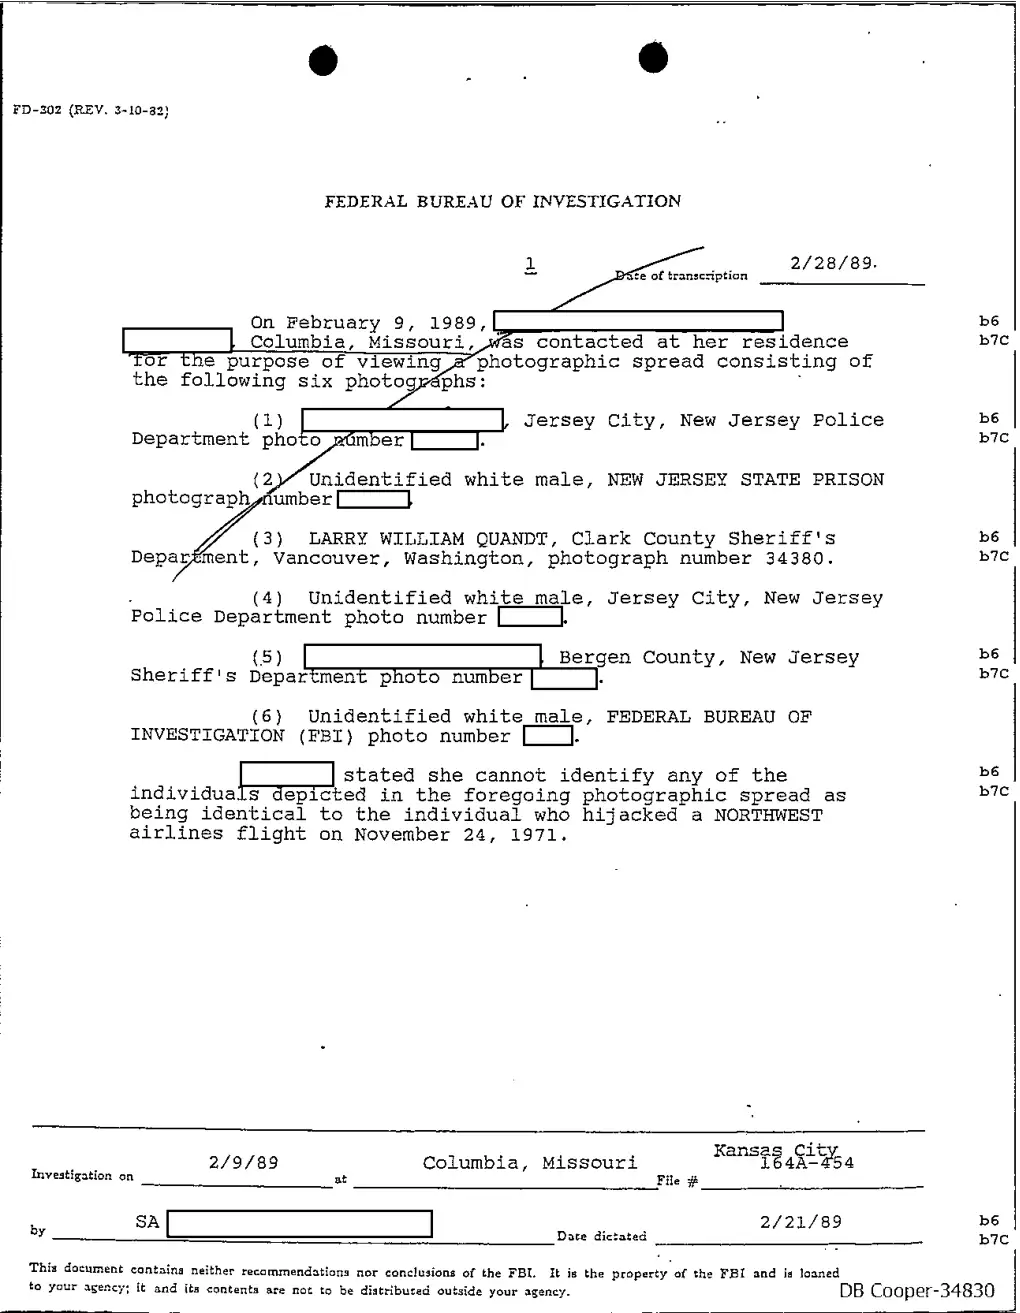 FD-302 (REV. 3-10-82)
FEDERAL BUREAU OF INVESTIGATION
1
Date of transcription 2/28/89.
On February 9, 1989, b6
, Columbia, Missouri, was contacted at her residence b7C
for the purpose of viewing a photographic spread consisting of
the following six photographs:
(1) , Jersey City, New Jersey Police b6
Department photo number . b7C
(2) Unidentified white male, NEW JERSEY STATE PRISON
photograph number .
(3) LARRY WILLIAM QUANDT, Clark County Sheriff's b6
Department, Vancouver, Washington, photograph number 34380. b7C
(4) Unidentified white male, Jersey City, New Jersey
Police Department photo number .
(5) , Bergen County, New Jersey b6
Sheriff's Department photo number . b7C
(6) Unidentified white male, FEDERAL BUREAU OF
INVESTIGATION (FBI) photo number .
stated she cannot identify any of the b6
individuals depicted in the foregoing photographic spread as b7C
being identical to the individual who hijacked a NORTHWEST
airlines flight on November 24, 1971.
Kansas City
Investigation on 2/9/89 at Columbia, Missouri File # 164A-454
by SA Date dictated 2/21/89 b6
b7C
This document contains neither recommendations nor conclusions of the FBI. It is the property of the FBI and is loaned
to your agency; it and its contents are not to be distributed outside your agency.
DB Cooper-34830